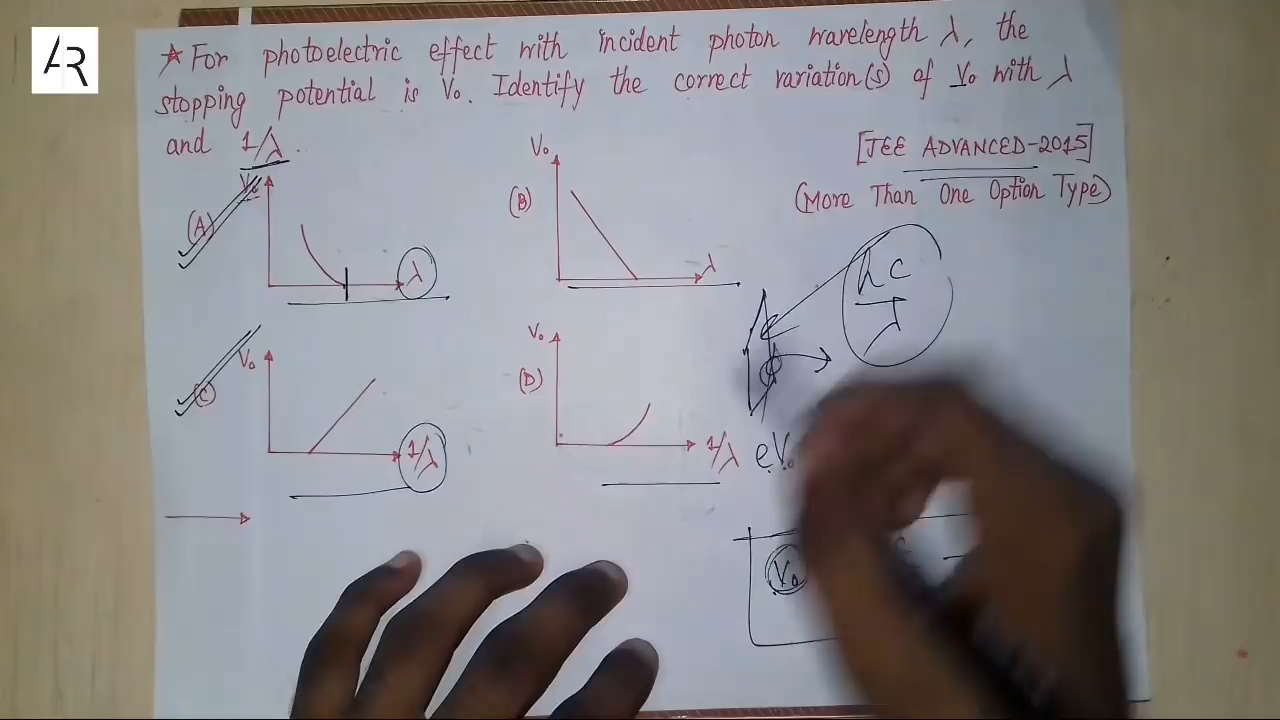 AR
★ For photoelectric effect with incident photon wavelength λ, the
stopping potential is V₀. Identify the correct variation(s) of V₀ with λ
and 1/λ.
[JEE ADVANCED-2015]
(More Than One Option Type)
(A) V₀ λ
(B) V₀ λ
hc
λ
(C) V₀ 1/λ
(D) V₀ 1/λ
eV₀
V₀